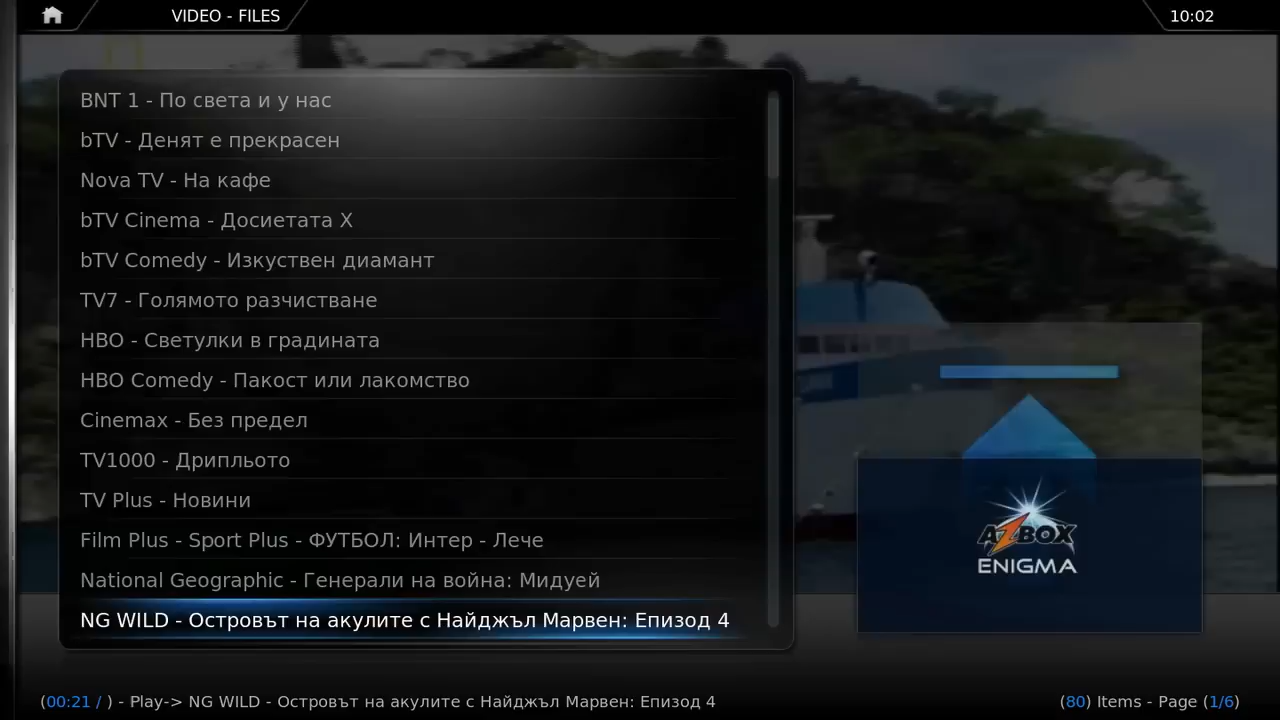 VIDEO - FILES
10:02
BNT 1 - По света и у нас
bTV - Денят е прекрасен
Nova TV - На кафе
bTV Cinema - Досиетата X
bTV Comedy - Изкуствен диамант
TV7 - Голямото разчистване
HBO - Светулки в градината
HBO Comedy - Пакост или лакомство
Cinemax - Без предел
TV1000 - Дрипльото
TV Plus - Новини
Film Plus - Sport Plus - ФУТБОЛ: Интер - Лече
National Geographic - Генерали на война: Мидуей
NG WILD - Островът на акулите с Найджъл Марвен: Епизод 4
AZBOX
ENIGMA
(00:21 / ) - Play-> NG WILD - Островът на акулите с Найджъл Марвен: Епизод 4
(80) Items - Page (1/6)